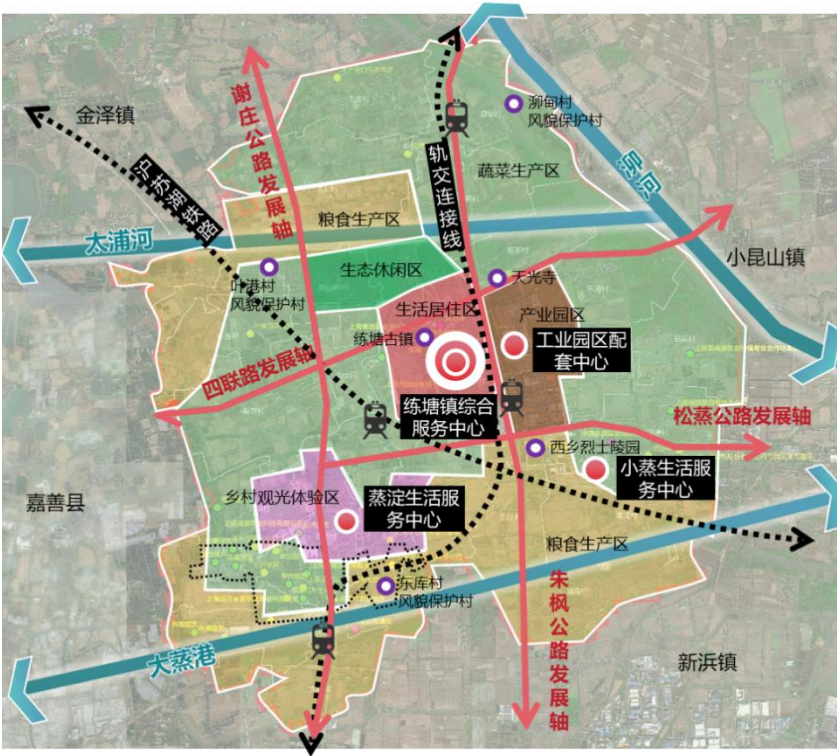 泖甸村
风貌保护村
金泽镇
谢庄公路发展轴
轨交连接线
沪苏湖铁路
蔬菜生产区
泖河
粮食生产区
太浦河
小昆山镇
生态休闲区
天光寺
叶港村
风貌保护村
生活居住区
产业园区
练塘古镇
工业园区配
套中心
四联路发展轴
练塘镇综合
服务中心
松蒸公路发展轴
西乡烈士陵园
小蒸生活服
务中心
嘉善县
乡村观光体验区
蒸淀生活服
务中心
粮食生产区
东库村
风貌保护村
朱枫公路发展轴
大蒸港
新浜镇